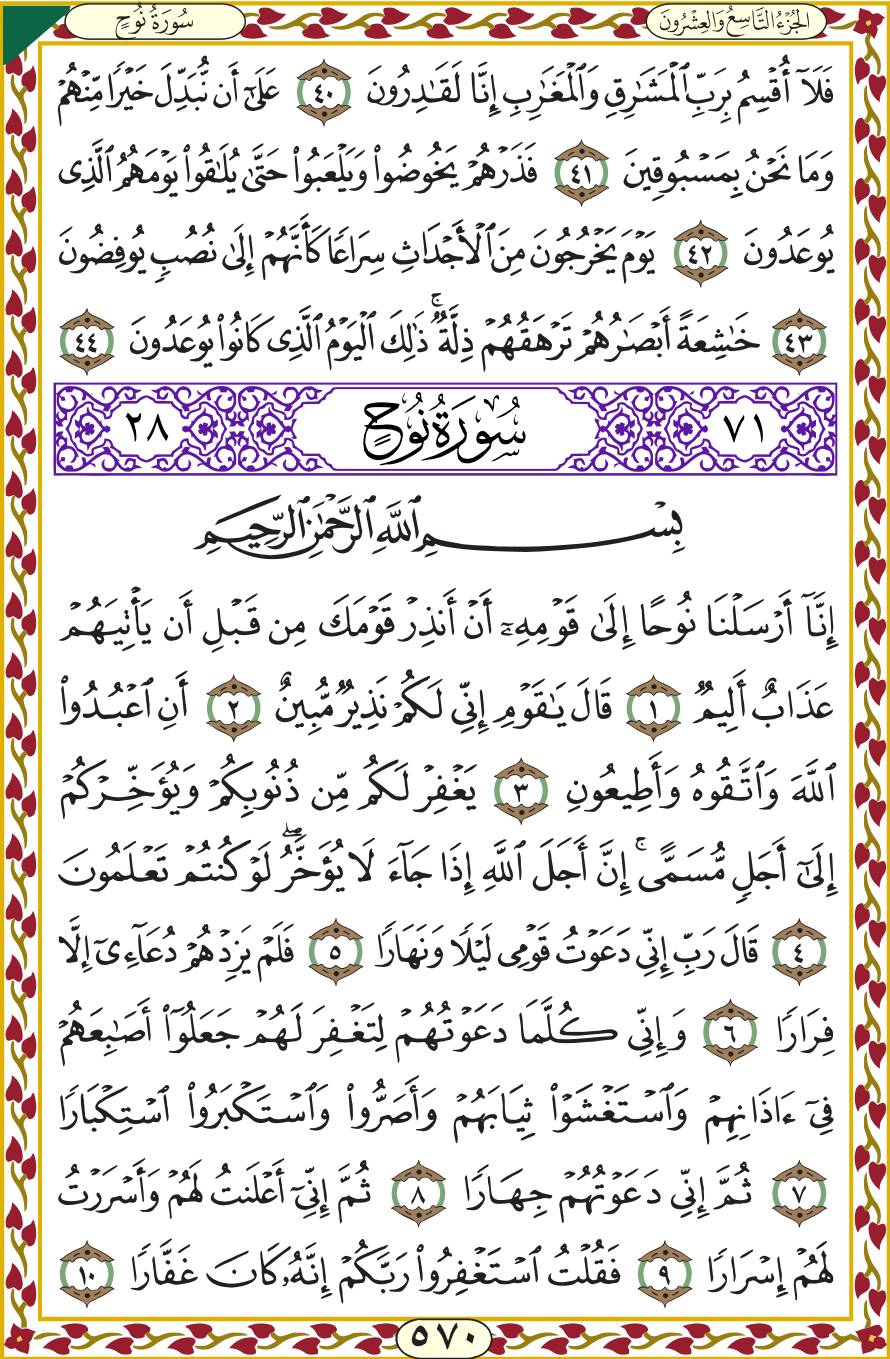 الجُزْءُ التَّاسِعُ وَالعِشْرُونَ
سُورَةُ نُوحٍ
فَلَآ أُقْسِمُ بِرَبِّ ٱلْمَشَٰرِقِ وَٱلْمَغَٰرِبِ إِنَّا لَقَٰدِرُونَ ٤٠ عَلَىٰٓ أَن نُّبَدِّلَ خَيْرًا مِّنْهُمْ
وَمَا نَحْنُ بِمَسْبُوقِينَ ٤١ فَذَرْهُمْ يَخُوضُوا۟ وَيَلْعَبُوا۟ حَتَّىٰ يُلَٰقُوا۟ يَوْمَهُمُ ٱلَّذِى
يُوعَدُونَ ٤٢ يَوْمَ يَخْرُجُونَ مِنَ ٱلْأَجْدَاثِ سِرَاعًا كَأَنَّهُمْ إِلَىٰ نُصُبٍ يُوفِضُونَ
٤٣ خَٰشِعَةً أَبْصَٰرُهُمْ تَرْهَقُهُمْ ذِلَّةٌ ۚ ذَٰلِكَ ٱلْيَوْمُ ٱلَّذِى كَانُوا۟ يُوعَدُونَ ٤٤
٧١ سُورَةُ نُوحٍ ٢٨
بِسْمِ ٱللَّهِ ٱلرَّحْمَٰنِ ٱلرَّحِيمِ
إِنَّآ أَرْسَلْنَا نُوحًا إِلَىٰ قَوْمِهِۦٓ أَنْ أَنذِرْ قَوْمَكَ مِن قَبْلِ أَن يَأْتِيَهُمْ
عَذَابٌ أَلِيمٌ ١ قَالَ يَٰقَوْمِ إِنِّى لَكُمْ نَذِيرٌ مُّبِينٌ ٢ أَنِ ٱعْبُدُوا۟
ٱللَّهَ وَٱتَّقُوهُ وَأَطِيعُونِ ٣ يَغْفِرْ لَكُم مِّن ذُنُوبِكُمْ وَيُؤَخِّرْكُمْ
إِلَىٰٓ أَجَلٍ مُّسَمًّى ۚ إِنَّ أَجَلَ ٱللَّهِ إِذَا جَآءَ لَا يُؤَخَّرُ ۖ لَوْ كُنتُمْ تَعْلَمُونَ
٤ قَالَ رَبِّ إِنِّى دَعَوْتُ قَوْمِى لَيْلًا وَنَهَارًا ٥ فَلَمْ يَزِدْهُمْ دُعَآءِىٓ إِلَّا
فِرَارًا ٦ وَإِنِّى كُلَّمَا دَعَوْتُهُمْ لِتَغْفِرَ لَهُمْ جَعَلُوٓا۟ أَصَٰبِعَهُمْ
فِىٓ ءَاذَانِهِمْ وَٱسْتَغْشَوْا۟ ثِيَابَهُمْ وَأَصَرُّوا۟ وَٱسْتَكْبَرُوا۟ ٱسْتِكْبَارًا
٧ ثُمَّ إِنِّى دَعَوْتُهُمْ جِهَارًا ٨ ثُمَّ إِنِّىٓ أَعْلَنتُ لَهُمْ وَأَسْرَرْتُ
لَهُمْ إِسْرَارًا ٩ فَقُلْتُ ٱسْتَغْفِرُوا۟ رَبَّكُمْ إِنَّهُۥ كَانَ غَفَّارًا ١٠
٥٧٠